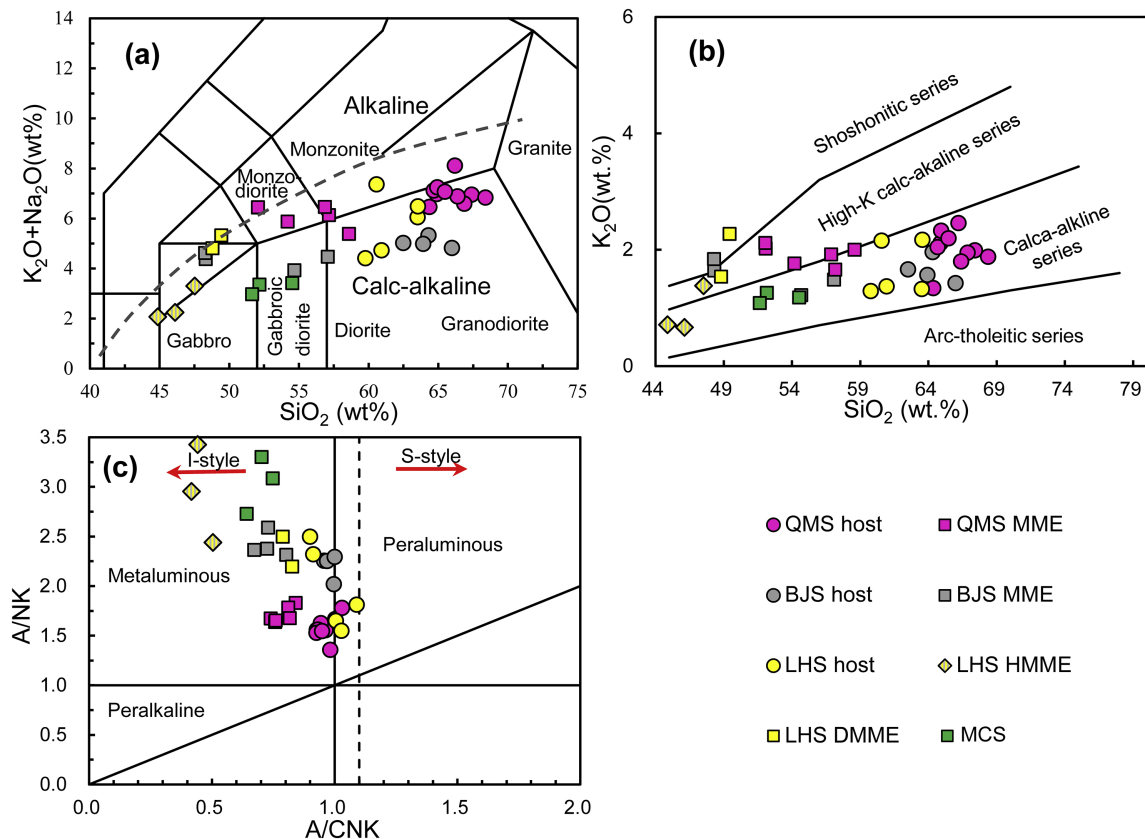 (a)
K₂O+Na₂O(wt%)
14
12
10
8
6
4
2
0
40
45
50
55
60
65
70
75
SiO₂ (wt%)
Alkaline
Monzonite
Monzo-
diorite
Granite
Calc-alkaline
Gabbro
Gabbroic
diorite
Diorite
Granodiorite
(b)
K₂O(wt.%)
6
4
2
0
44
49
54
59
64
69
74
79
SiO₂ (wt.%)
Shoshonitic series
High-K calc-akaline series
Calca-alkline
series
Arc-tholeitic series
(c)
A/NK
3.5
3.0
2.5
2.0
1.5
1.0
0.5
0.0
0.0
0.5
1.0
1.5
2.0
A/CNK
I-style
S-style
Metaluminous
Peraluminous
Peralkaline
QMS host
QMS MME
BJS host
BJS MME
LHS host
LHS HMME
LHS DMME
MCS